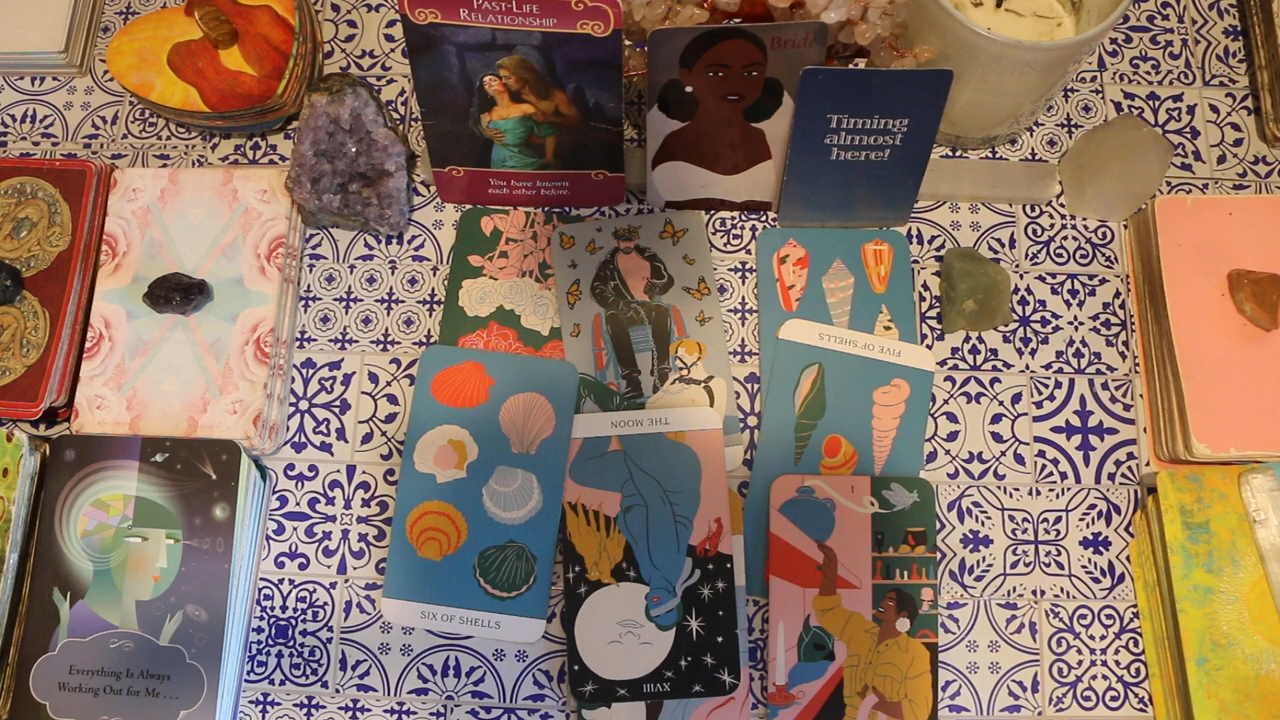 PAST-LIFE
RELATIONSHIP
You have known
each other before.
Bride
Timing
almost
here!
FIVE OF SHELLS
THE MOON
SIX OF SHELLS
XVIII
I
55
Everything Is Always
Working Out for Me...